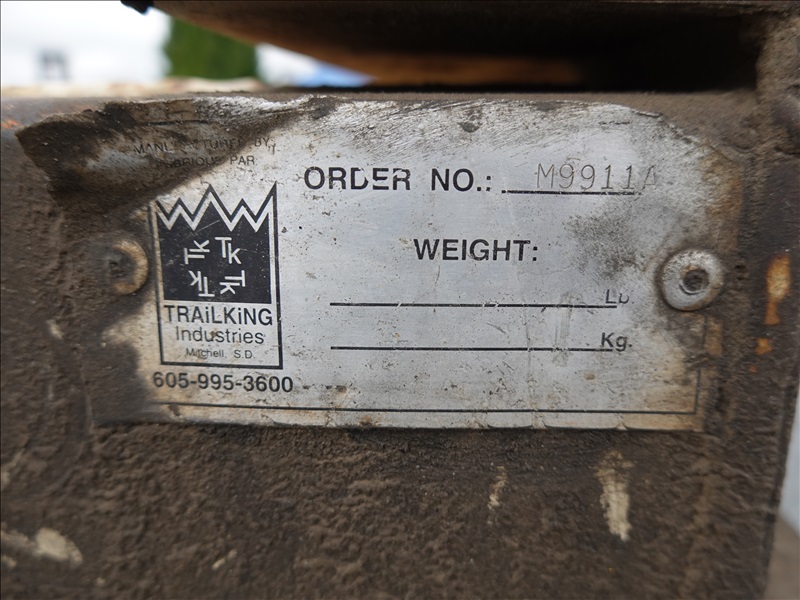 MANUFACTURED BY
FABRIQUE PAR
ORDER NO.: M9911A
TK TK TK TK
WEIGHT:
Lb.
Kg.
TRAiLKiNG
Industries
Mitchell, S.D.
605-995-3600